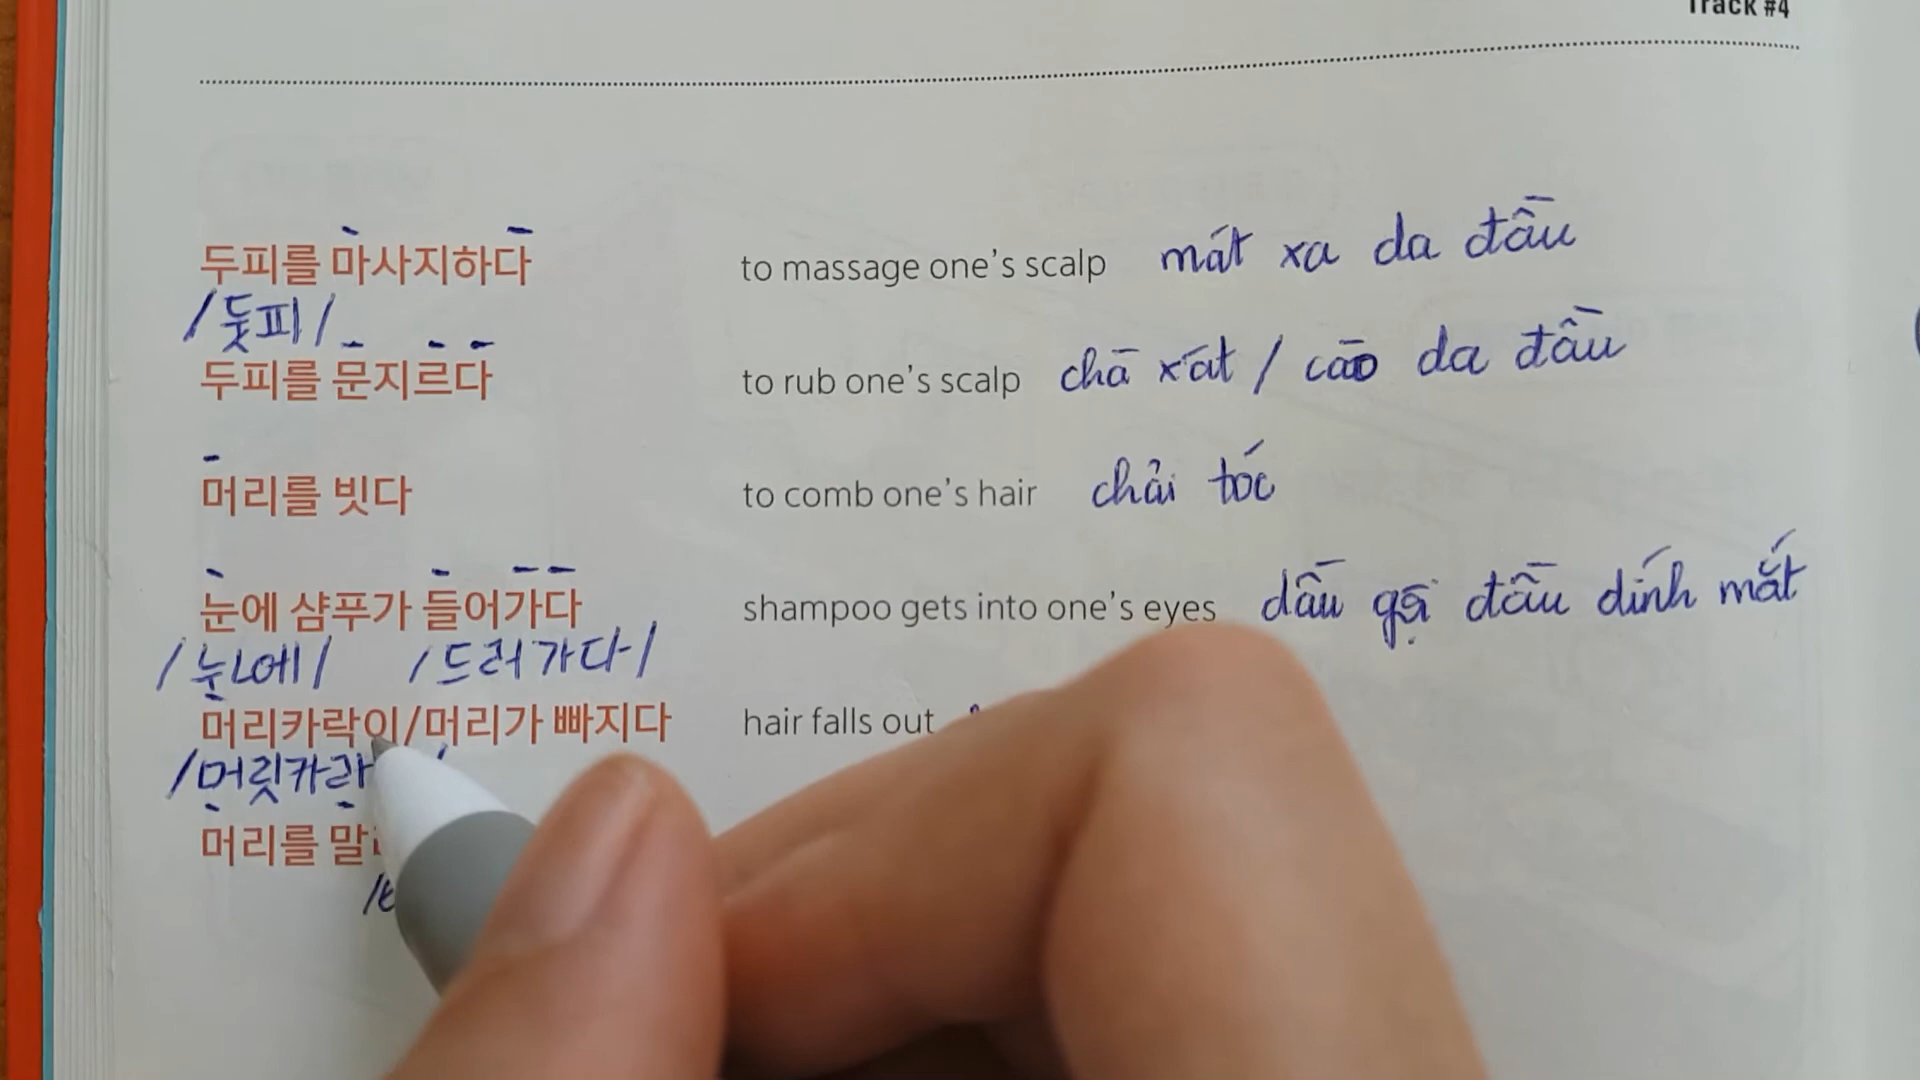 Track #4
두피를 마사지하다 to massage one's scalp mát xa da đầu
/둣피/
두피를 문지르다 to rub one's scalp chà xát / cào da đầu
머리를 빗다 to comb one's hair chải tóc
눈에 샴푸가 들어가다 shampoo gets into one's eyes dầu gội đầu dính mắt
/눈네/ /드러가다/
머리카락이/머리가 빠지다 hair falls out
/머릿카라
머리를 말